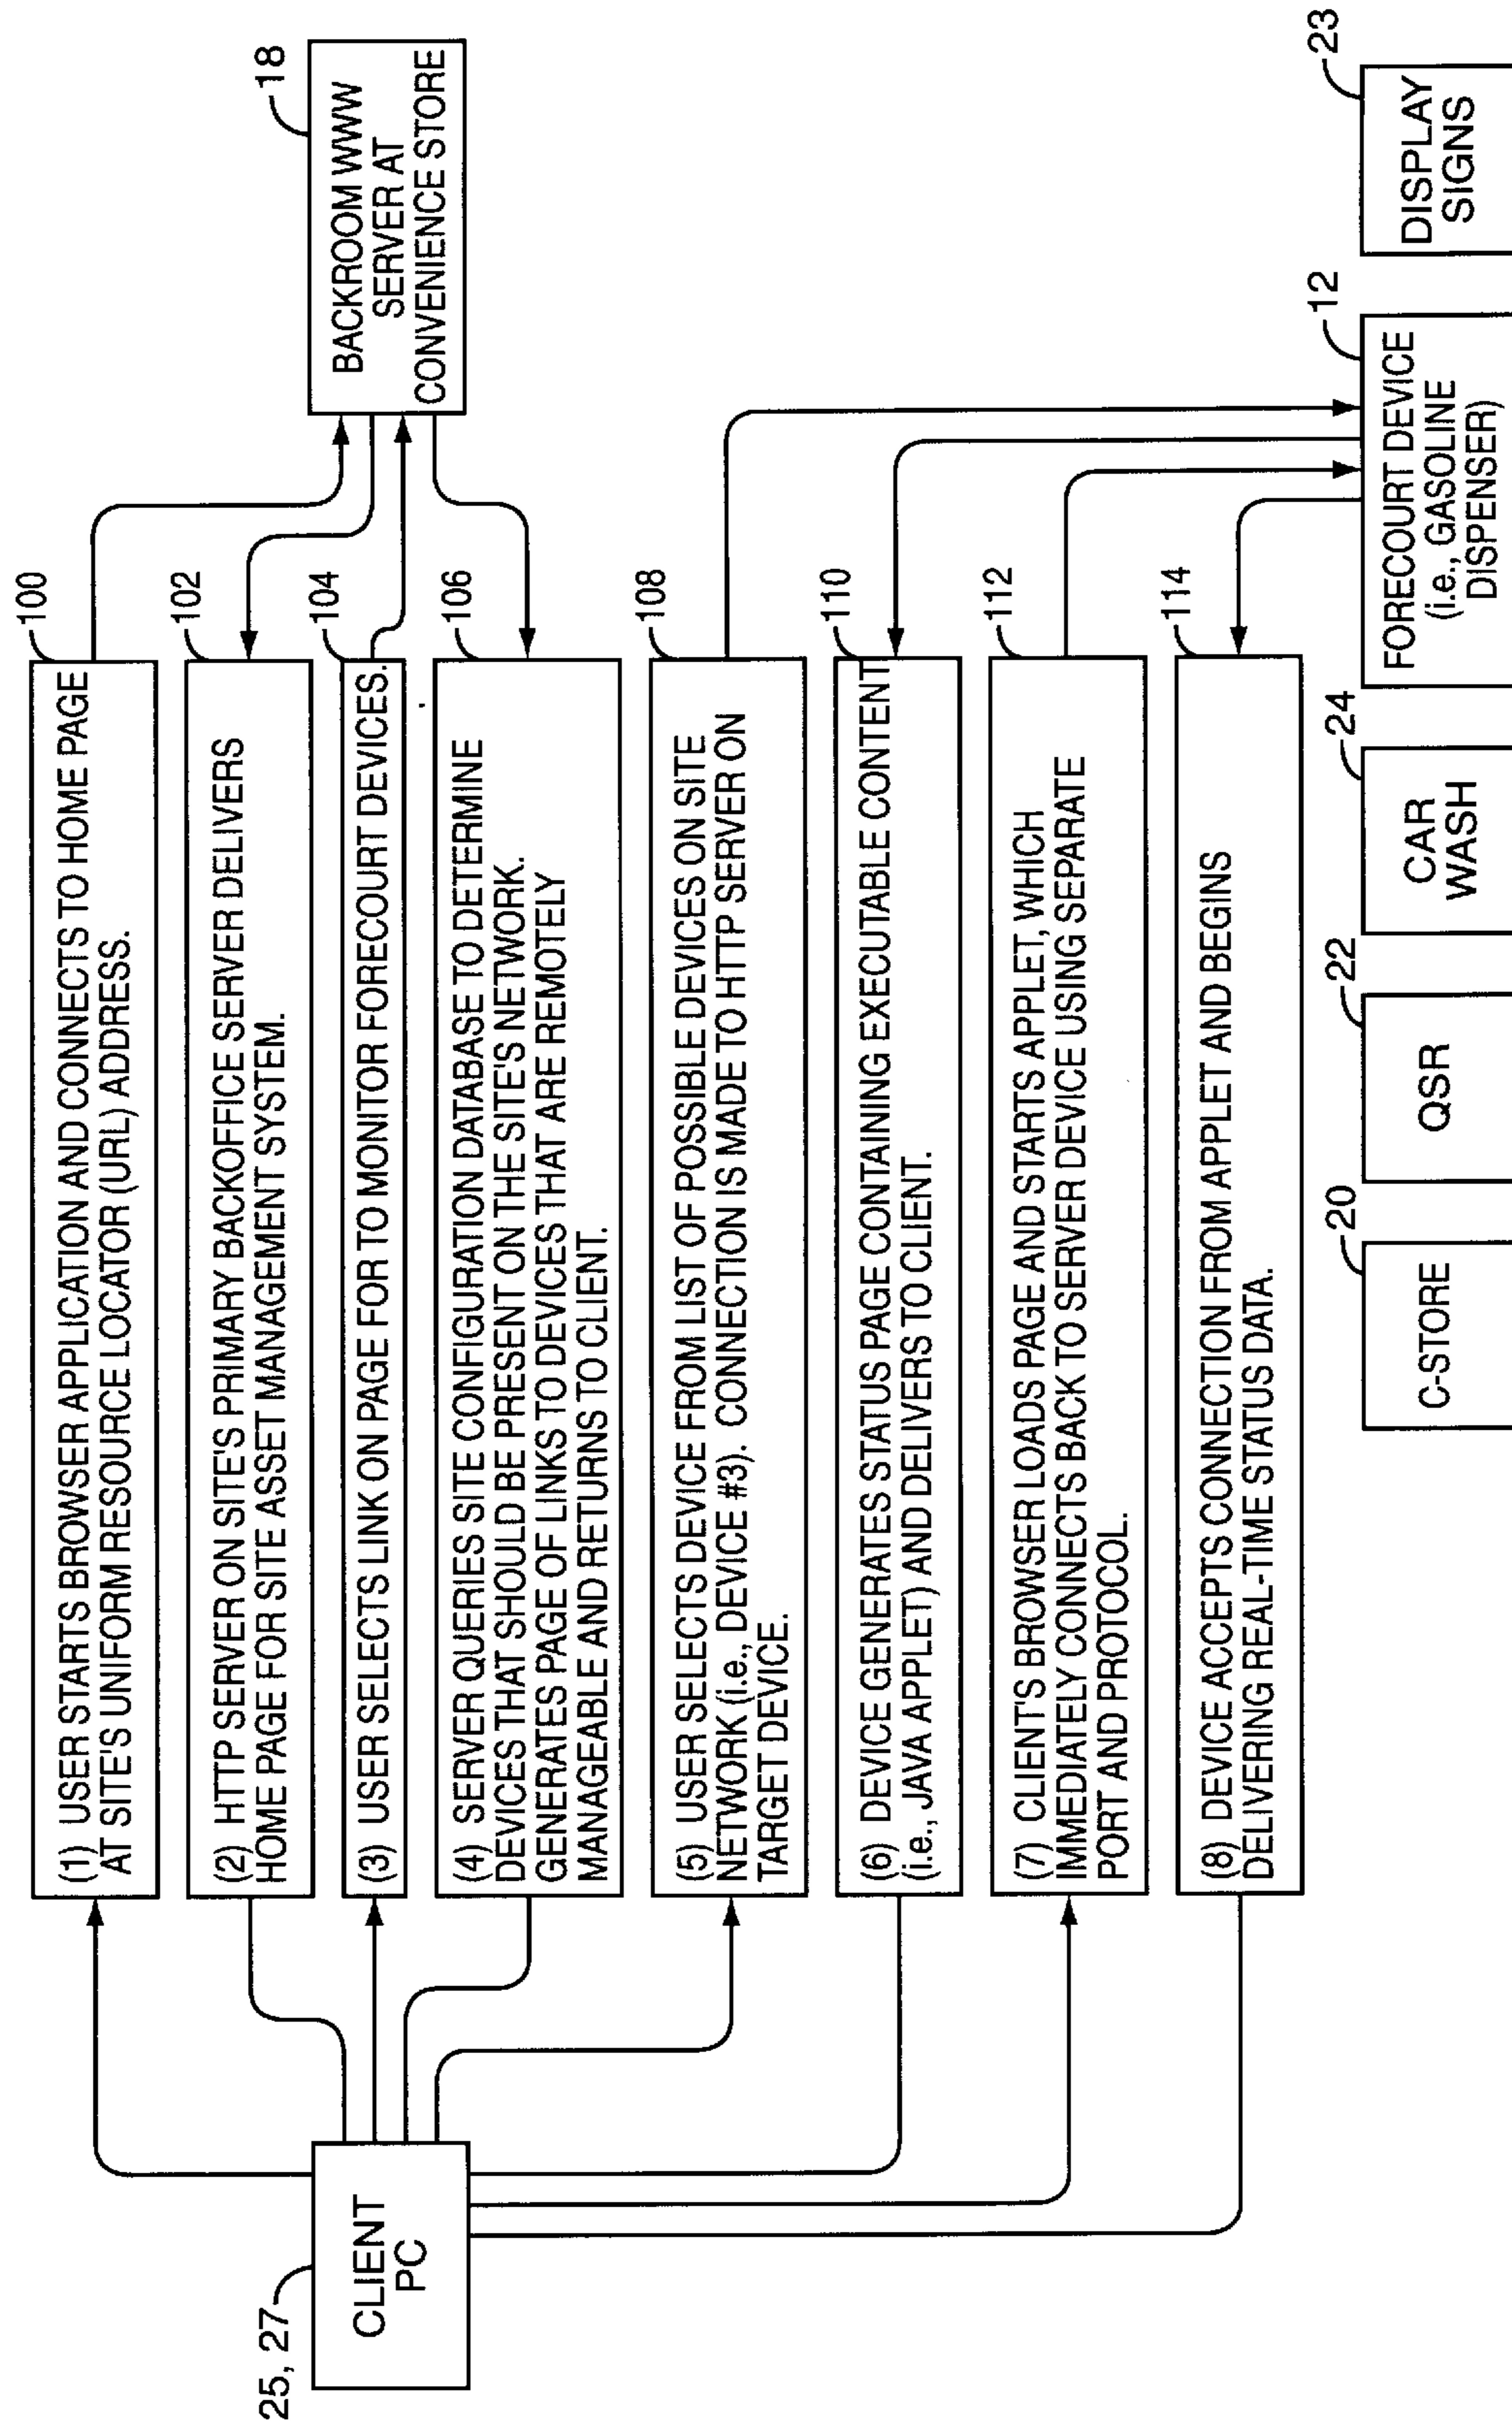 25, 27
CLIENT
PC
100
(1) USER STARTS BROWSER APPLICATION AND CONNECTS TO HOME PAGE
AT SITE'S UNIFORM RESOURCE LOCATOR (URL) ADDRESS.
102
(2) HTTP SERVER ON SITE'S PRIMARY BACKOFFICE SERVER DELIVERS
HOME PAGE FOR SITE ASSET MANAGEMENT SYSTEM.
104
(3) USER SELECTS LINK ON PAGE FOR TO MONITOR FORECOURT DEVICES.
106
(4) SERVER QUERIES SITE CONFIGURATION DATABASE TO DETERMINE
DEVICES THAT SHOULD BE PRESENT ON THE SITE'S NETWORK.
GENERATES PAGE OF LINKS TO DEVICES THAT ARE REMOTELY
MANAGEABLE AND RETURNS TO CLIENT.
108
(5) USER SELECTS DEVICE FROM LIST OF POSSIBLE DEVICES ON SITE
NETWORK (i.e., DEVICE #3). CONNECTION IS MADE TO HTTP SERVER ON
TARGET DEVICE.
110
(6) DEVICE GENERATES STATUS PAGE CONTAINING EXECUTABLE CONTENT
(i.e., JAVA APPLET) AND DELIVERS TO CLIENT.
112
(7) CLIENT'S BROWSER LOADS PAGE AND STARTS APPLET, WHICH
IMMEDIATELY CONNECTS BACK TO SERVER DEVICE USING SEPARATE
PORT AND PROTOCOL.
114
(8) DEVICE ACCEPTS CONNECTION FROM APPLET AND BEGINS
DELIVERING REAL-TIME STATUS DATA.
18
BACKROOM WWW
SERVER AT
CONVENIENCE STORE
20
C-STORE
22
QSR
24
CAR
WASH
12
FORECOURT DEVICE
(i.e., GASOLINE
DISPENSER)
23
DISPLAY
SIGNS